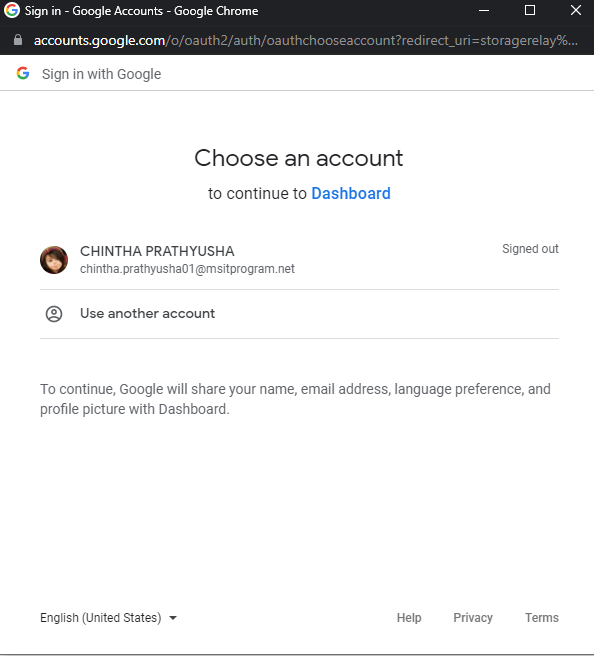 Sign in - Google Accounts - Google Chrome
accounts.google.com/o/oauth2/auth/oauthchooseaccount?redirect_uri=storagerelay%...
Sign in with Google
Choose an account
to continue to Dashboard
CHINTHA PRATHYUSHA
Signed out
chintha.prathyusha01@msitprogram.net
Use another account
To continue, Google will share your name, email address, language preference, and
profile picture with Dashboard.
English (United States)
Help
Privacy
Terms